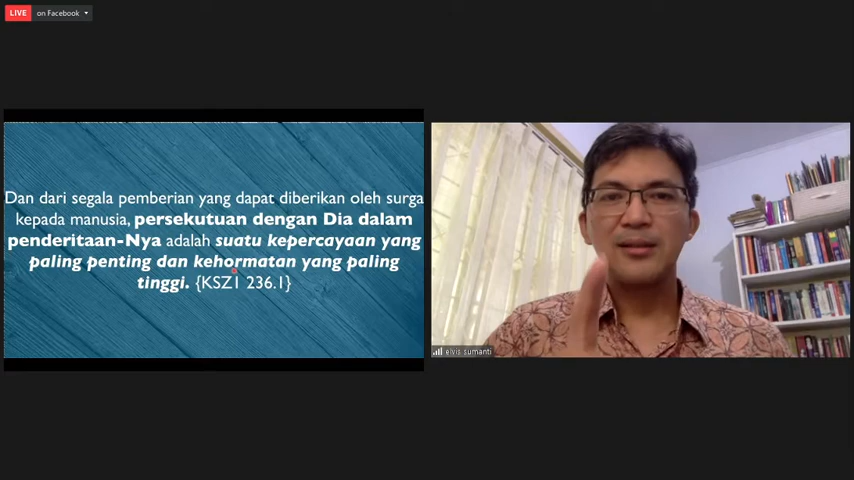 LIVE on Facebook
Dan dari segala pemberian yang dapat diberikan oleh surga
kepada manusia, persekutuan dengan Dia dalam
penderitaan-Nya adalah suatu kepercayaan yang
paling penting dan kehormatan yang paling
tinggi. {KSZ1 236.1}
elvis sumanti